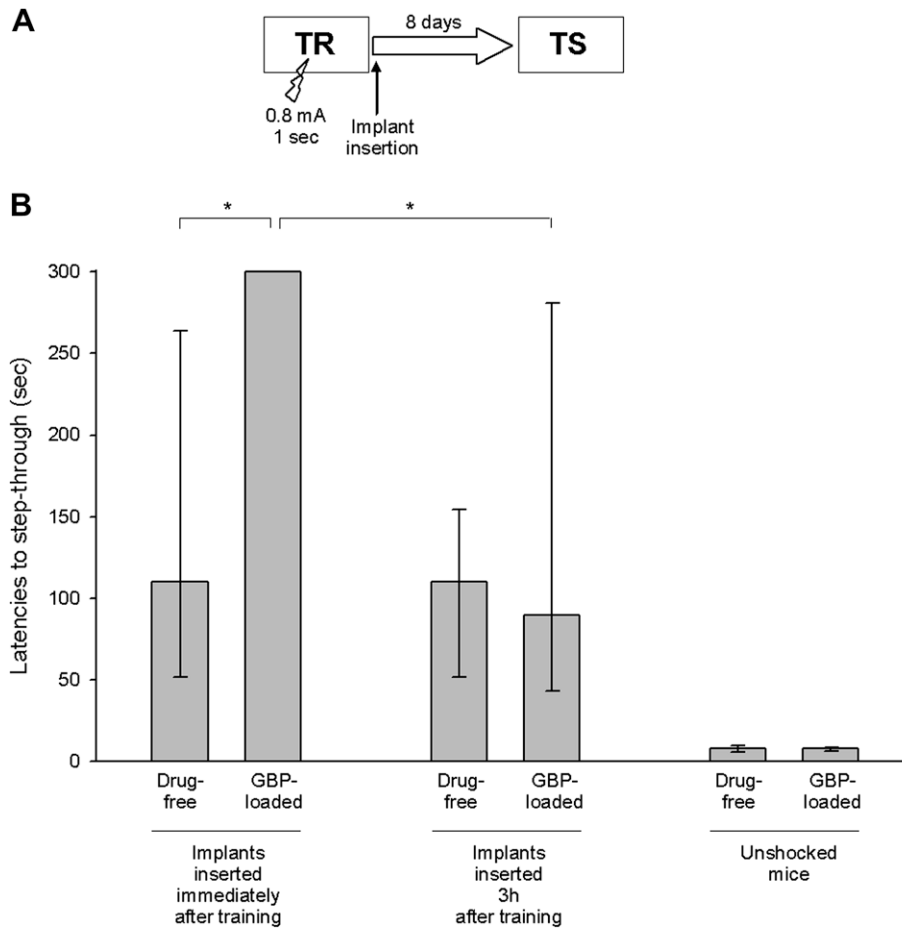 A
8 days
TR
TS
0.8 mA
1 sec
Implant
insertion
B
*
*
Latencies to step-through (sec)
300
250
200
150
100
50
0
Drug-
free
GBP-
loaded
Drug-
free
GBP-
loaded
Drug-
free
GBP-
loaded
Implants
inserted
immediately
after training
Implants
inserted
3h
after training
Unshocked
mice